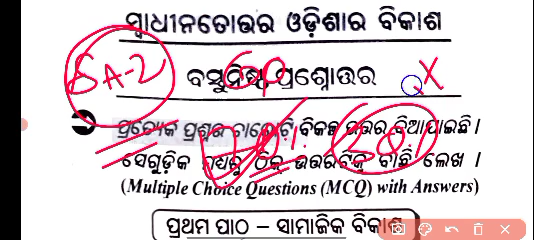 ସ୍ୱାଧୀନତୋତ୍ତର ଓଡ଼ିଶାର ବିକାଶ
SA-2 ବସ୍ତୁନିଷ୍ଠ ପ୍ରଶ୍ନୋତ୍ତର X
ପ୍ରତ୍ୟେକ ପ୍ରଶ୍ନର ଚାରୋଟି ବିକଳ୍ପ ଉତ୍ତର ଦିଆଯାଇଛି ।
ସେଗୁଡ଼ିକ ମଧ୍ୟରୁ ଠିକ୍ ଉତ୍ତରଟିକୁ ବାଛି ଲେଖ ।
(Multiple Choice Questions (MCQ) with Answers)
ପ୍ରଥମ ପାଠ – ସାମାଜିକ ବିକାଶ